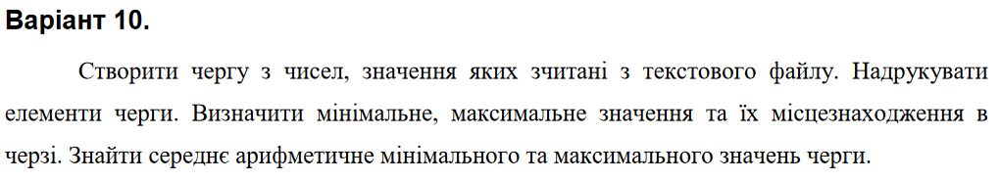 Варіант 10.
Створити чергу з чисел, значення яких зчитані з текстового файлу. Надрукувати
елементи черги. Визначити мінімальне, максимальне значення та їх місцезнаходження в
черзі. Знайти середнє арифметичне мінімального та максимального значень черги.